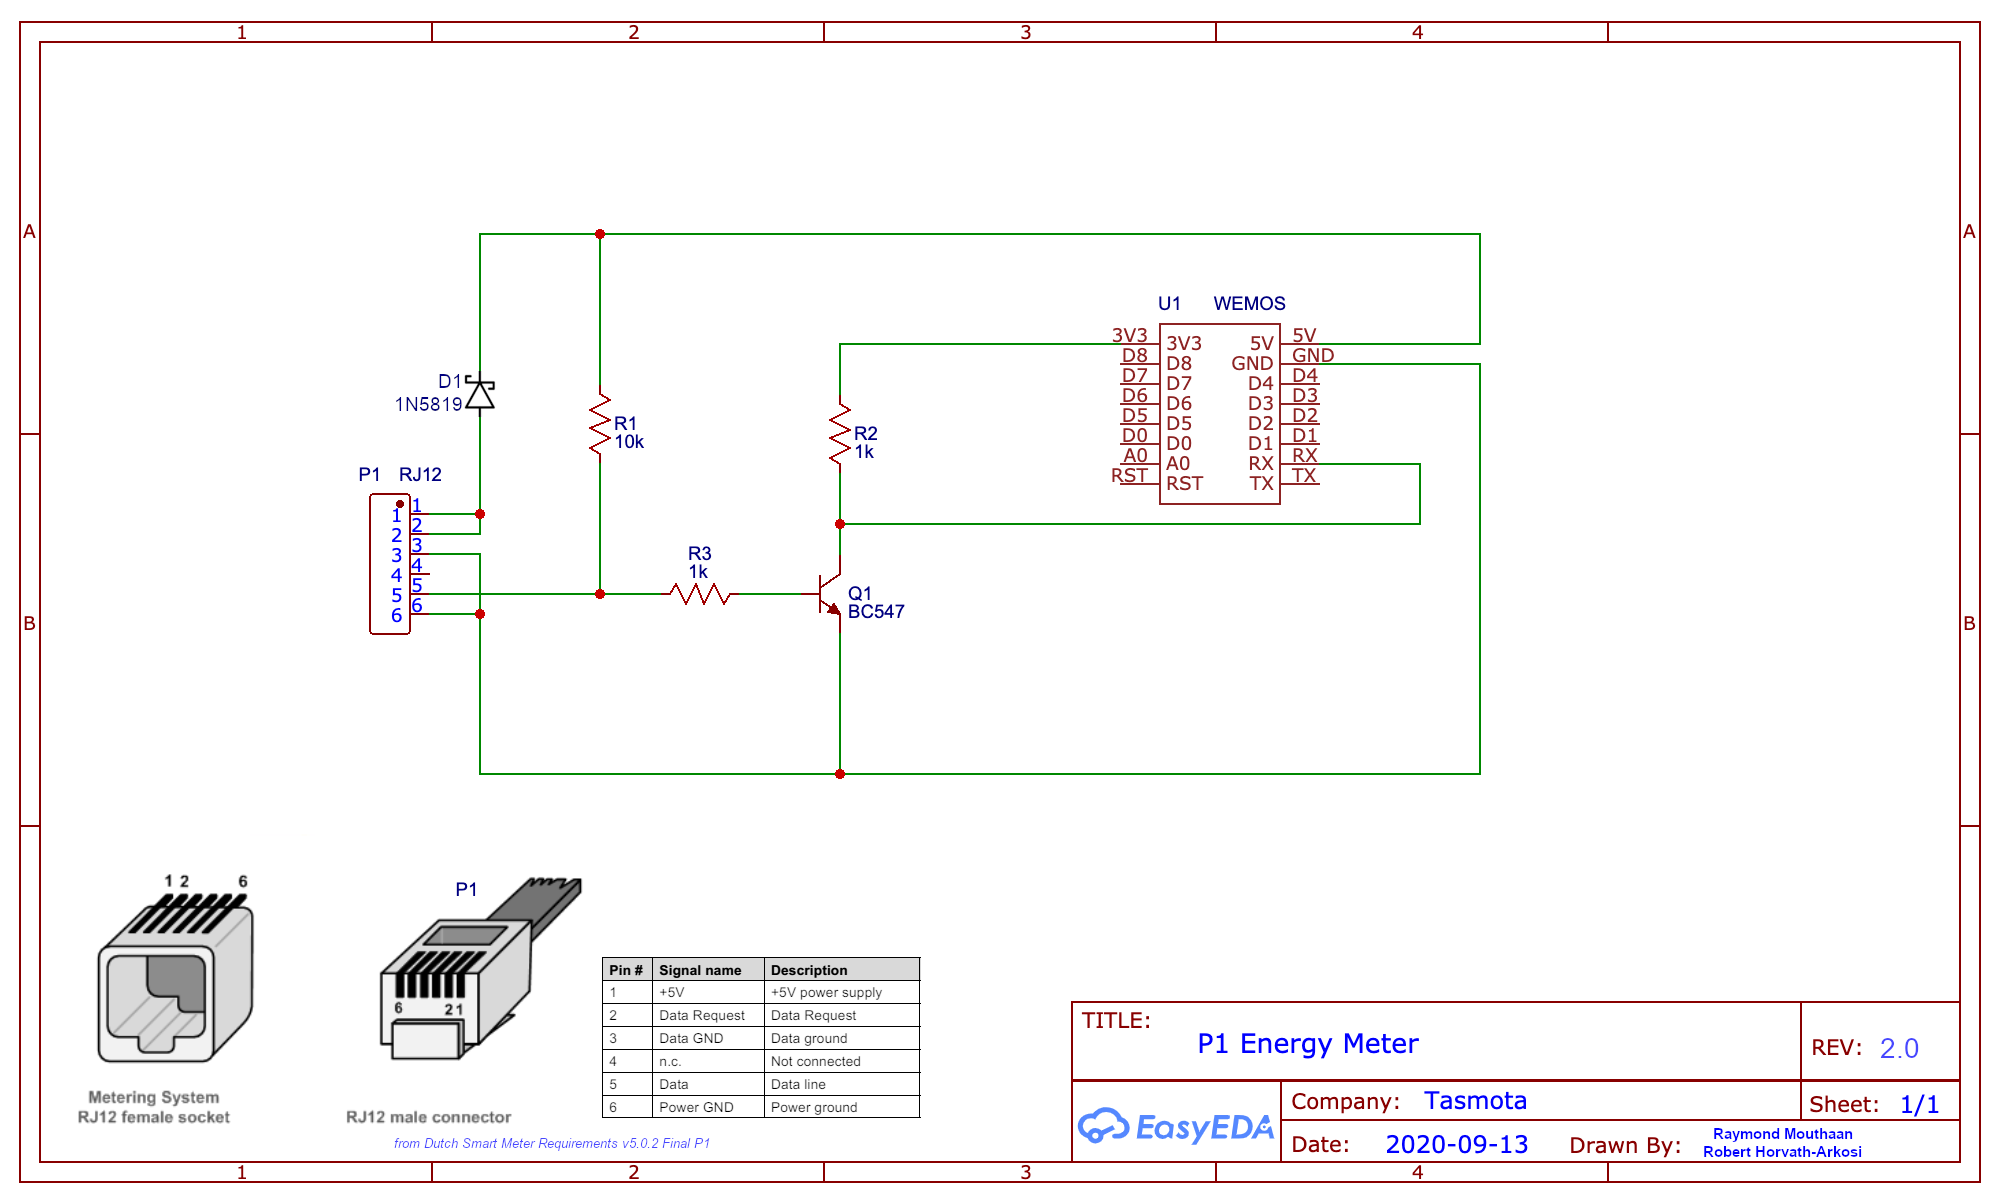 1 2 3 4
A A
U1 WEMOS
3V3 3V3 5V 5V
D8 D8 GND GND
D7 D7 D4 D4
D6 D6 D3 D3
D5 D5 D2 D2
D0 D0 D1 D1
A0 A0 RX RX
RST RST TX TX
D1
1N5819
R1
10k
R2
1k
P1 RJ12
1 1
2 2
3 3
4 4
5 5
6 6
R3
1k
Q1
BC547
B B
1 2 6
P1
6 2 1
Metering System
RJ12 female socket
RJ12 male connector
Pin # Signal name Description
1 +5V +5V power supply
2 Data Request Data Request
3 Data GND Data ground
4 n.c. Not connected
5 Data Data line
6 Power GND Power ground
from Dutch Smart Meter Requirements v5.0.2 Final P1
TITLE:
P1 Energy Meter
REV: 2.0
EasyEDA
Company: Tasmota
Sheet: 1/1
Date: 2020-09-13
Drawn By: Raymond Mouthaan
Robert Horvath-Arkosi
1 2 3 4